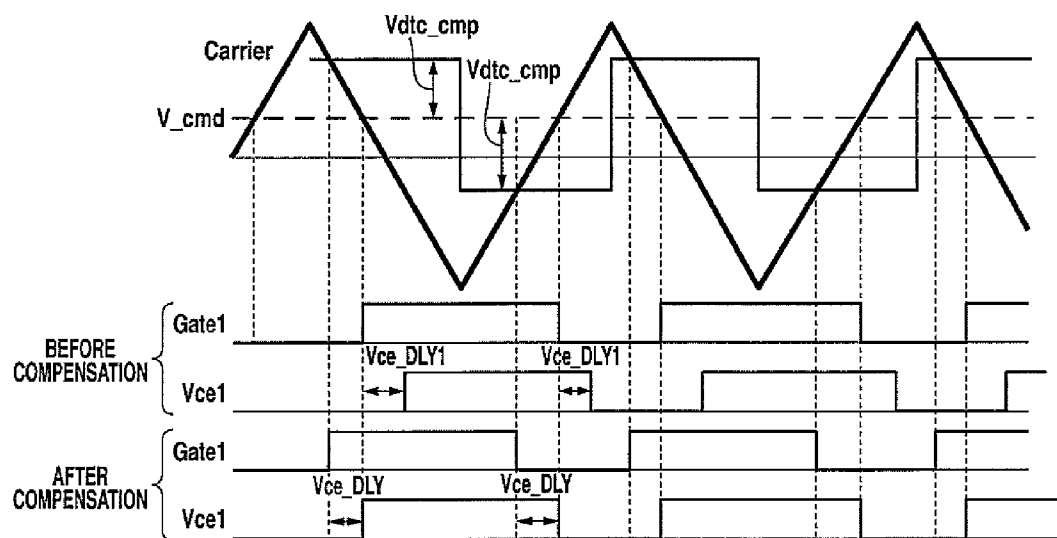 Vdtc_cmp
Carrier
Vdtc_cmp
V_cmd
BEFORE
COMPENSATION
Gate1
Vce_DLY1
Vce_DLY1
Vce1
AFTER
COMPENSATION
Gate1
Vce_DLY
Vce_DLY
Vce1